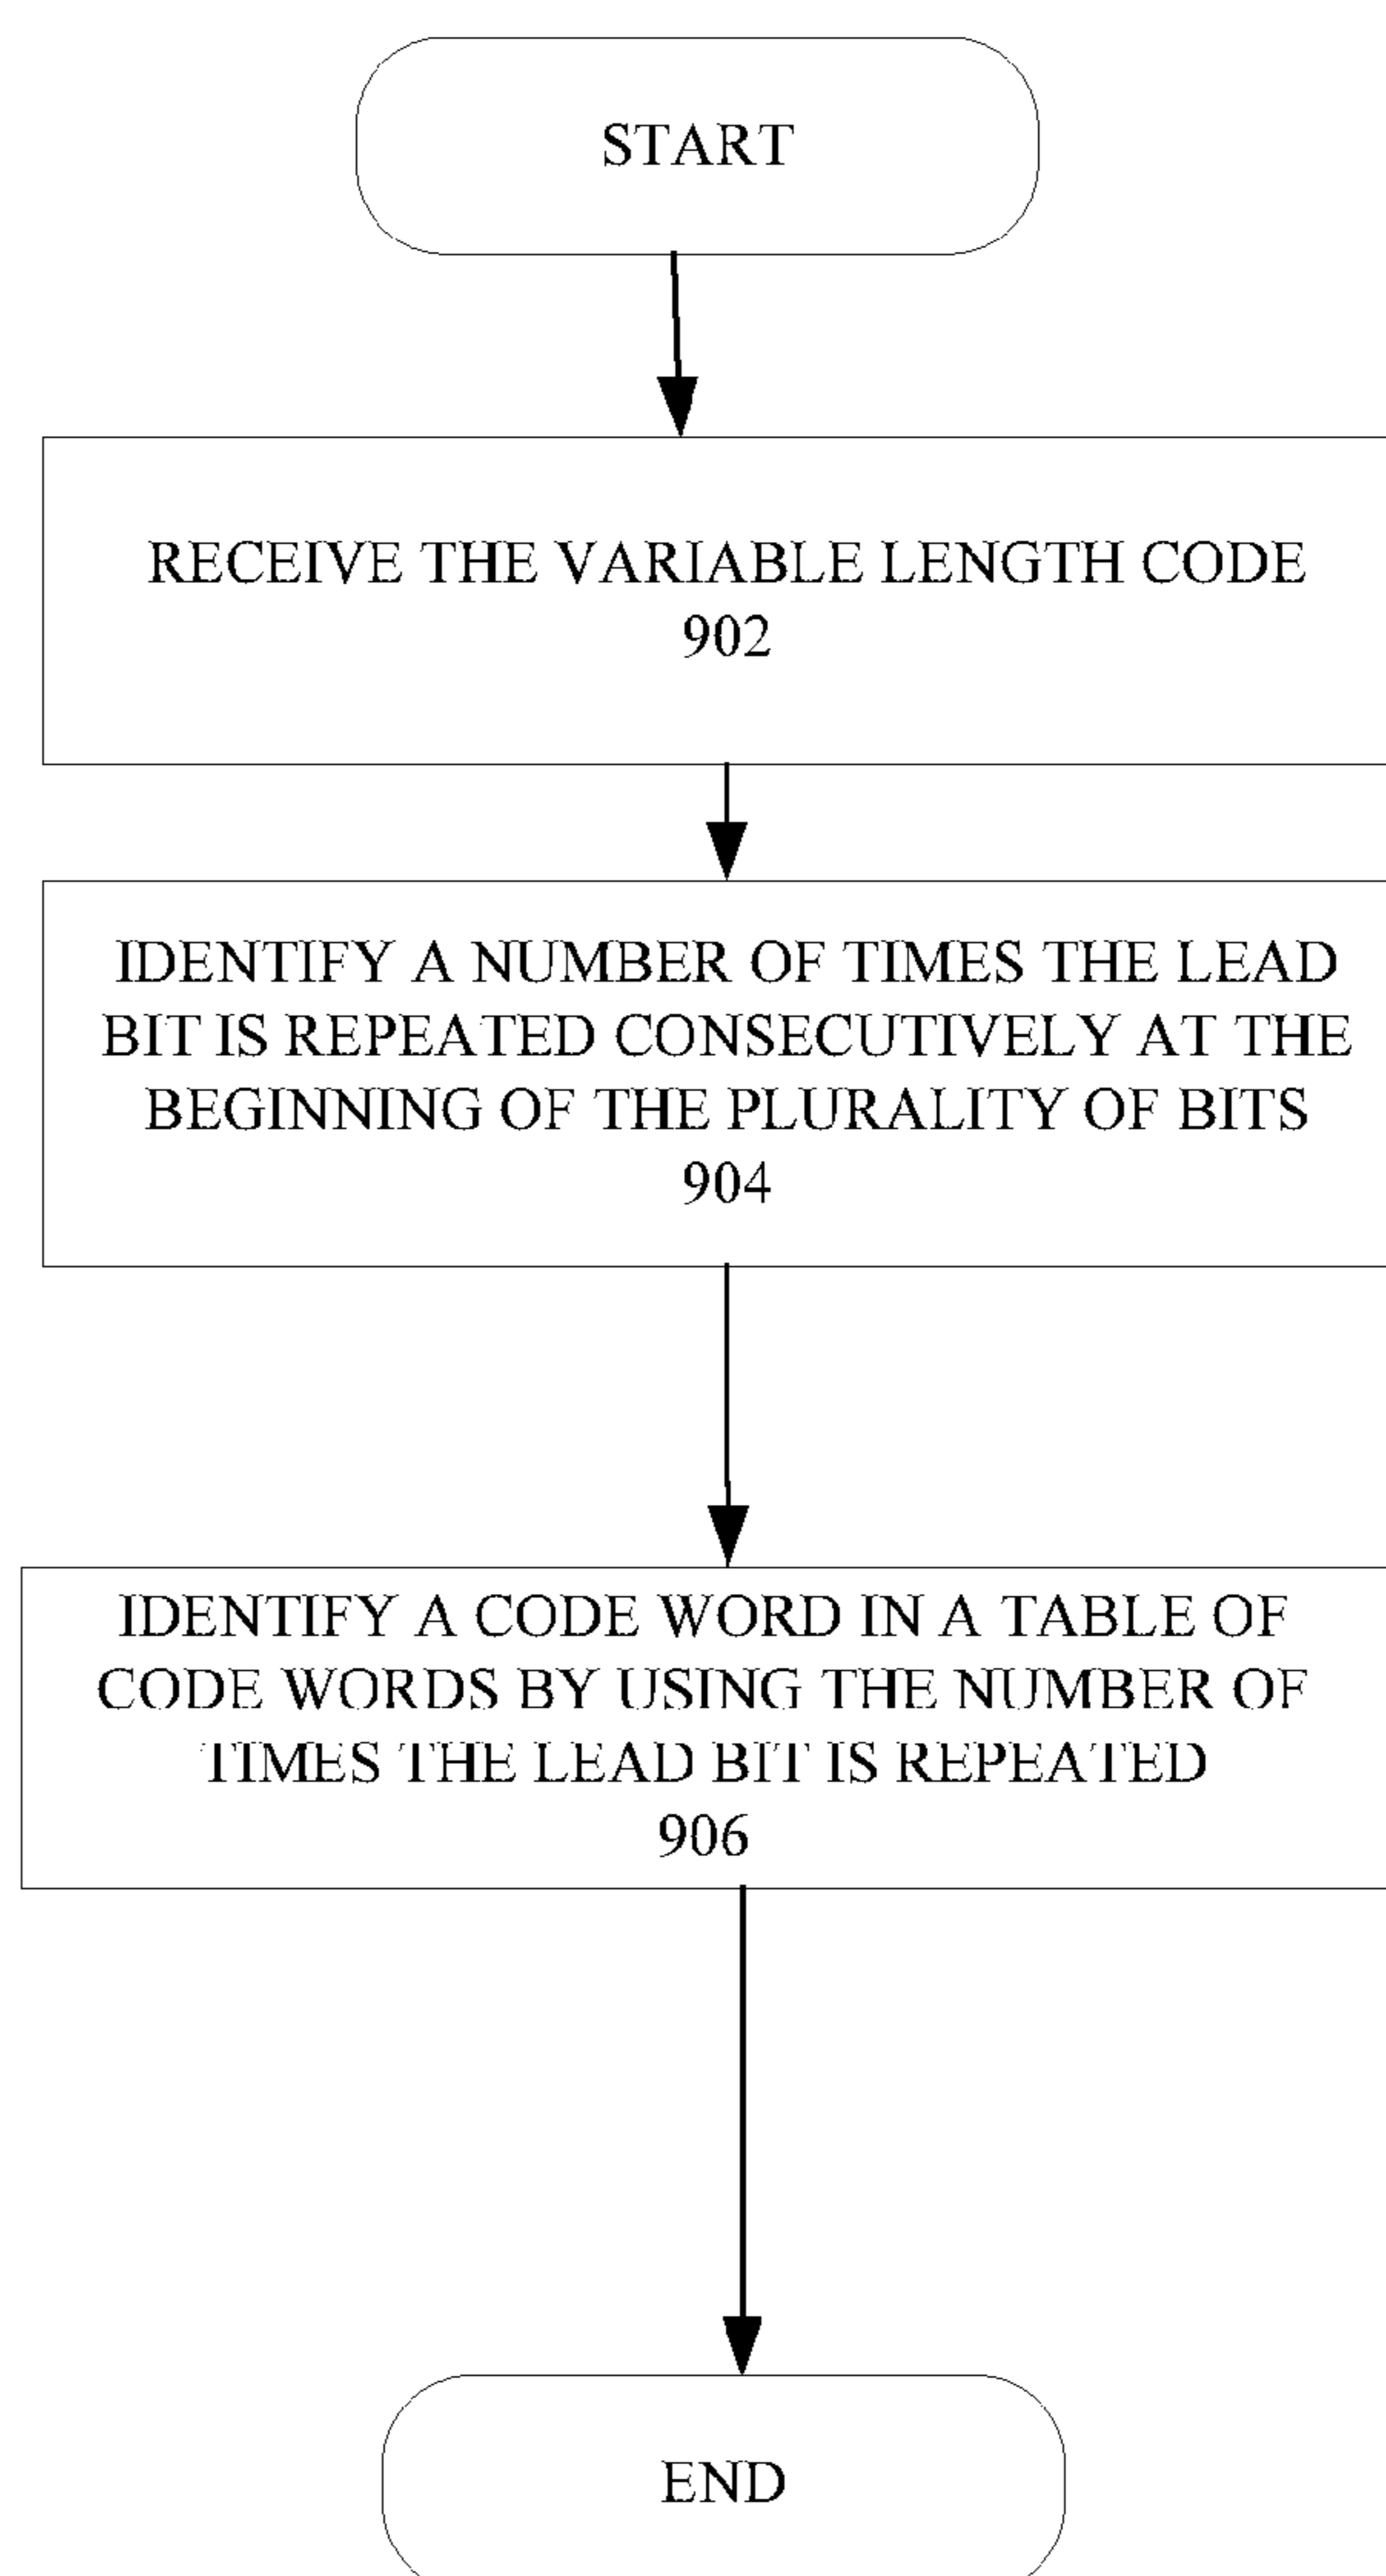 START
RECEIVE THE VARIABLE LENGTH CODE
902
IDENTIFY A NUMBER OF TIMES THE LEAD
BIT IS REPEATED CONSECUTIVELY AT THE
BEGINNING OF THE PLURALITY OF BITS
904
IDENTIFY A CODE WORD IN A TABLE OF
CODE WORDS BY USING THE NUMBER OF
TIMES THE LEAD BIT IS REPEATED
906
END